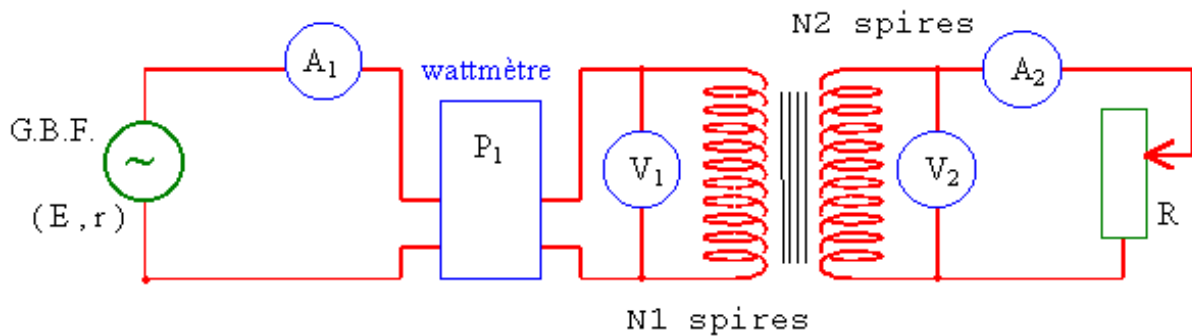 N2 spires
A₁
wattmètre
A₂
G.B.F.
P₁
~
V₁
V₂
(E,r)
R
N1 spires